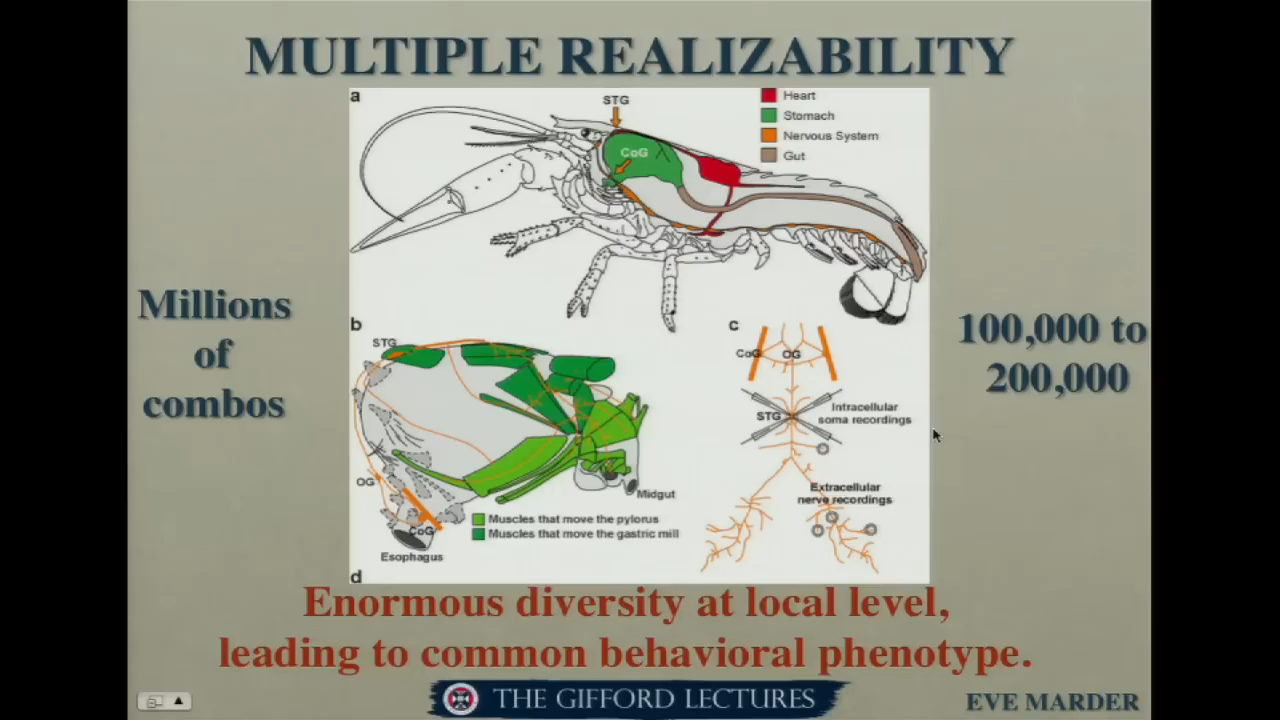 MULTIPLE REALIZABILITY
a
STG
CoG
Heart
Stomach
Nervous System
Gut
Millions
of
combos
100,000 to
200,000
b
STG
OG
CoG
Esophagus
Midgut
Muscles that move the pylorus
Muscles that move the gastric mill
c
CoG
OG
STG
Intracellular
soma recordings
Extracellular
nerve recordings
d
Enormous diversity at local level,
leading to common behavioral phenotype.
THE GIFFORD LECTURES
EVE MARDER